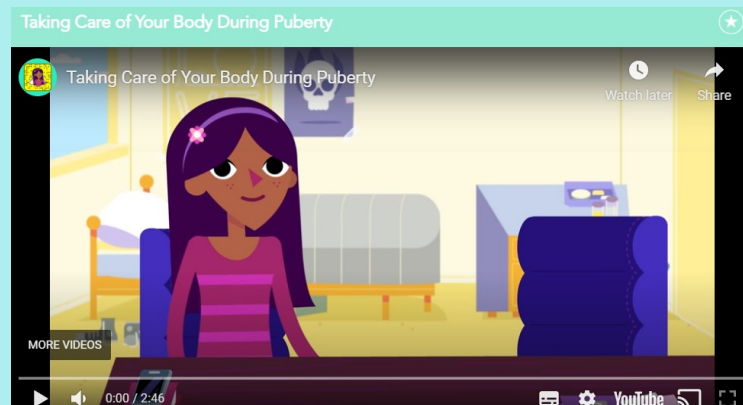 Taking Care of Your Body During Puberty
Taking Care of Your Body During Puberty
Watch later
Share
MORE VIDEOS
0:00 / 2:46
YouTube